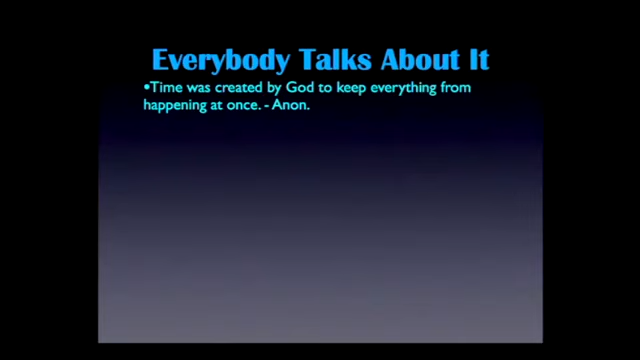 Everybody Talks About It
•Time was created by God to keep everything from
happening at once. - Anon.